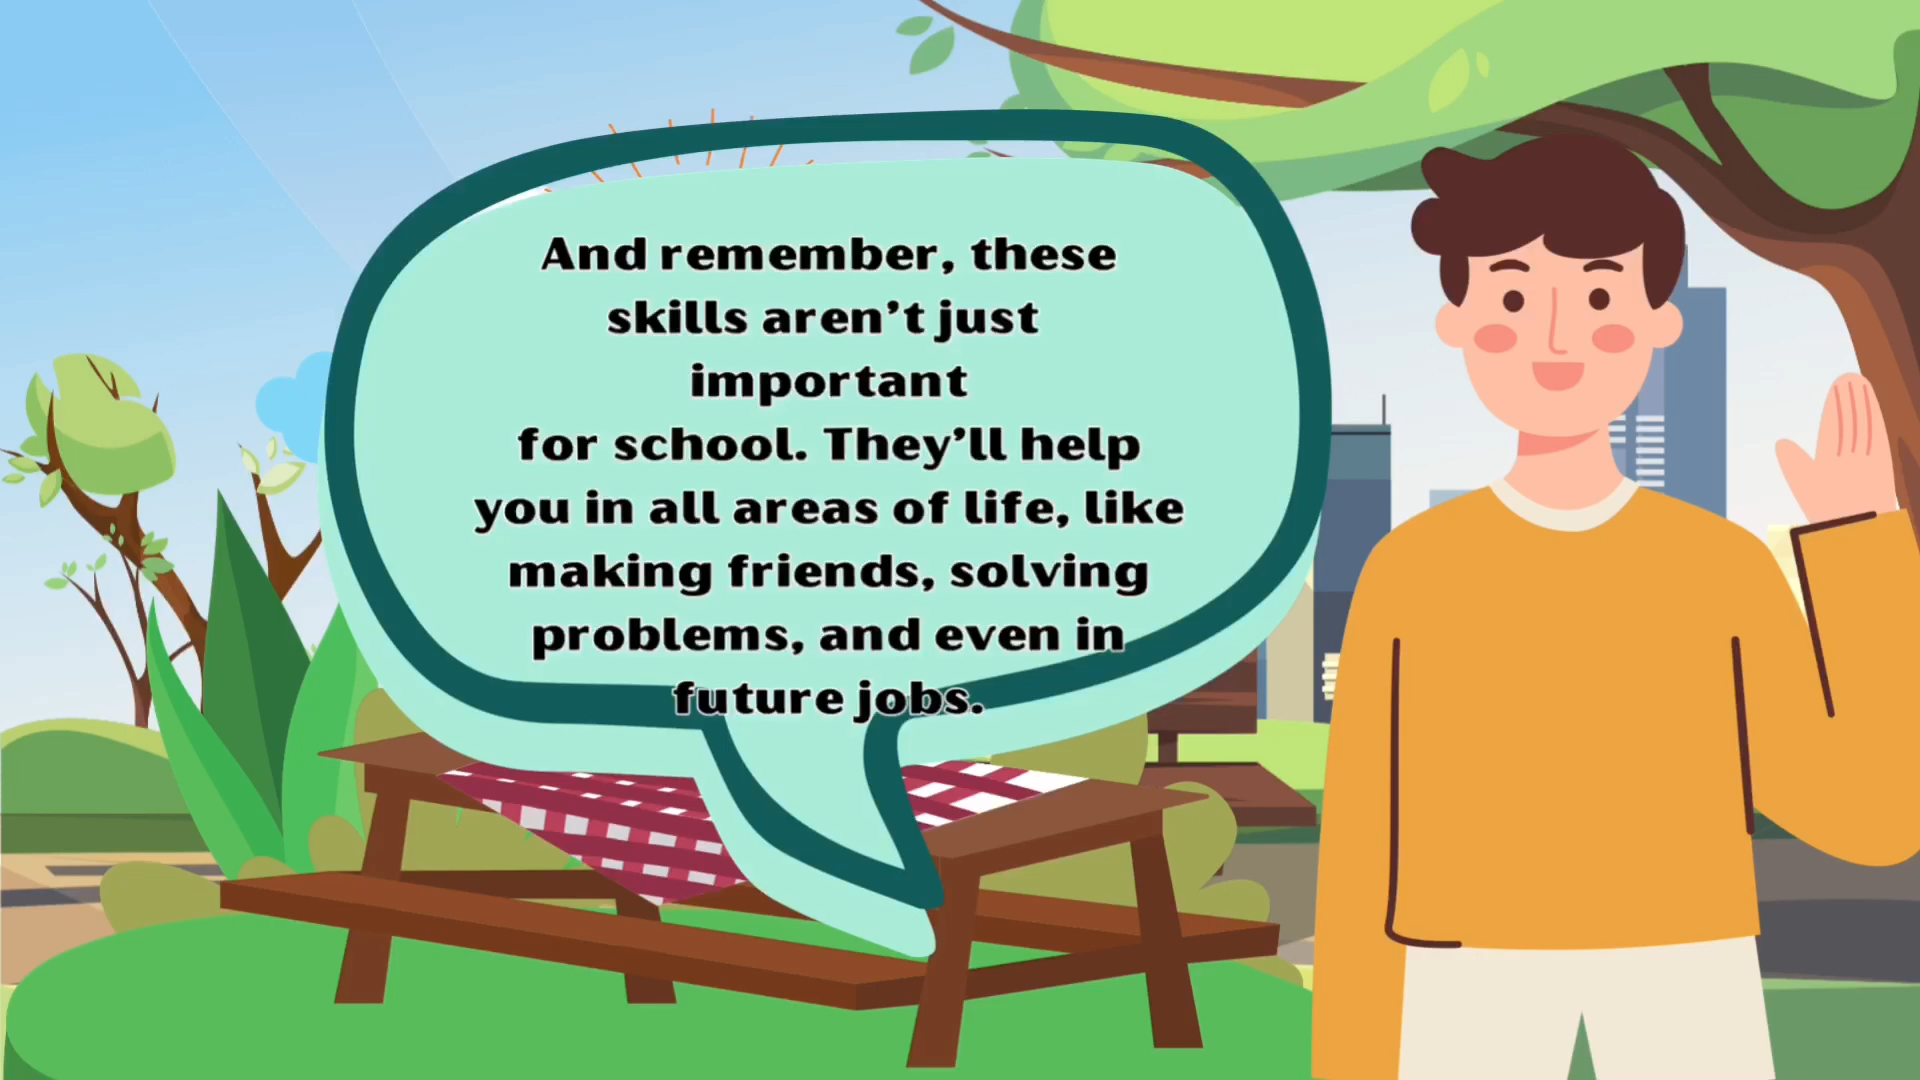 And remember, these
skills aren’t just
important
for school. They’ll help
you in all areas of life, like
making friends, solving
problems, and even in
future jobs.